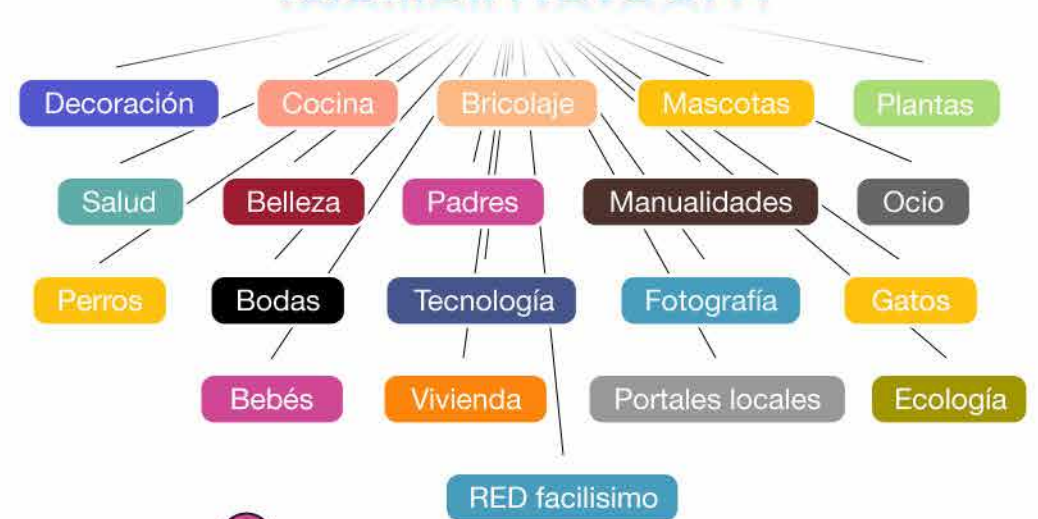 Decoración Cocina Bricolaje Mascotas Plantas
Salud Belleza Padres Manualidades Ocio
Perros Bodas Tecnología Fotografía Gatos
Bebés Vivienda Portales locales Ecología
RED facilisimo